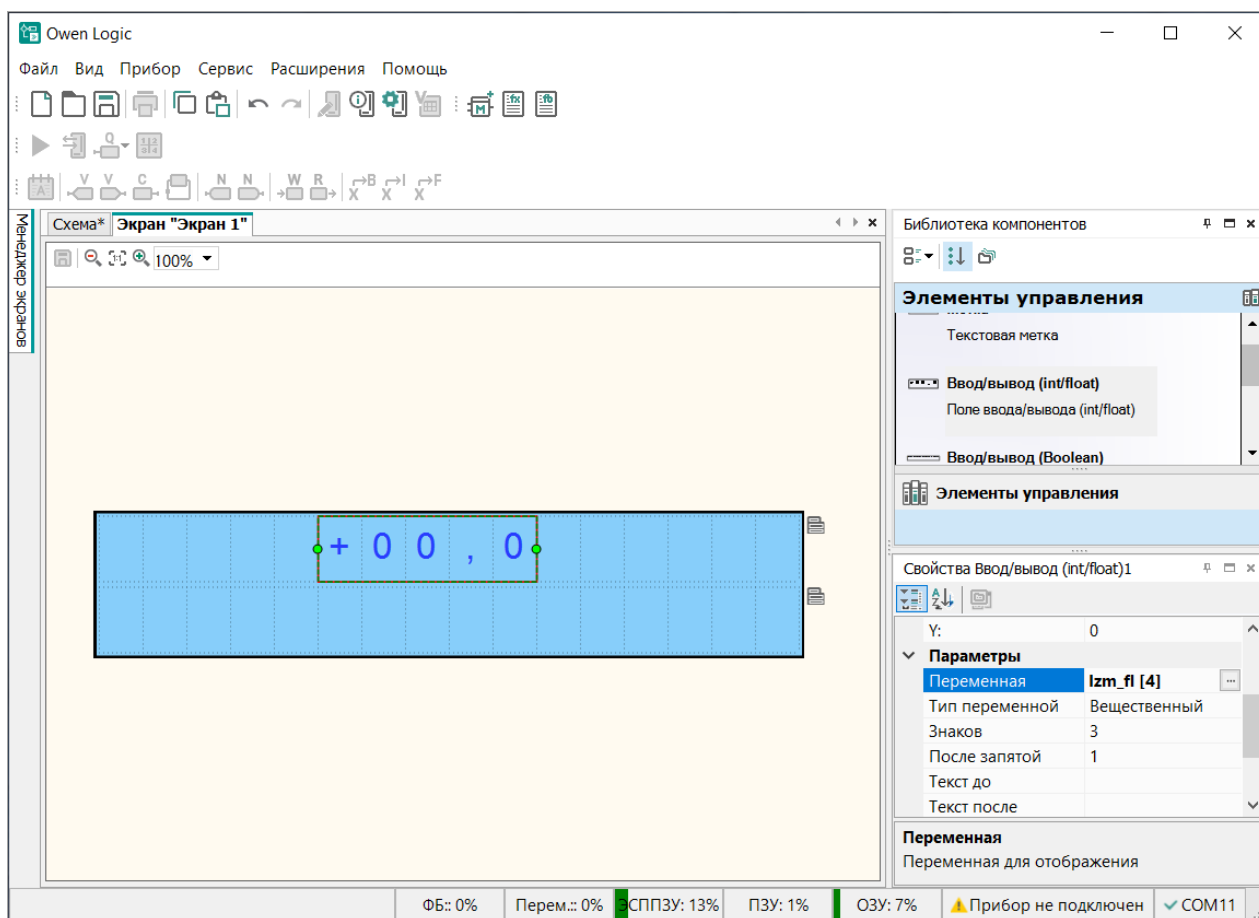 Owen Logic
Файл Вид Прибор Сервис Расширения Помощь
Менеджер экранов
Схема* Экран "Экран 1"
100%
+00,0
Библиотека компонентов
Элементы управления
Текстовая метка
Ввод/вывод (int/float)
Поле ввода/вывода (int/float)
Ввод/вывод (Boolean)
Элементы управления
Свойства Ввод/вывод (int/float)1
Y: 0
Параметры
Переменная Izm_fl [4]
Тип переменной Вещественный
Знаков 3
После запятой 1
Текст до
Текст после
Переменная
Переменная для отображения
ФБ:: 0% Перем.:: 0% ЭСППЗУ: 13% ПЗУ: 1% ОЗУ: 7% Прибор не подключен COM11